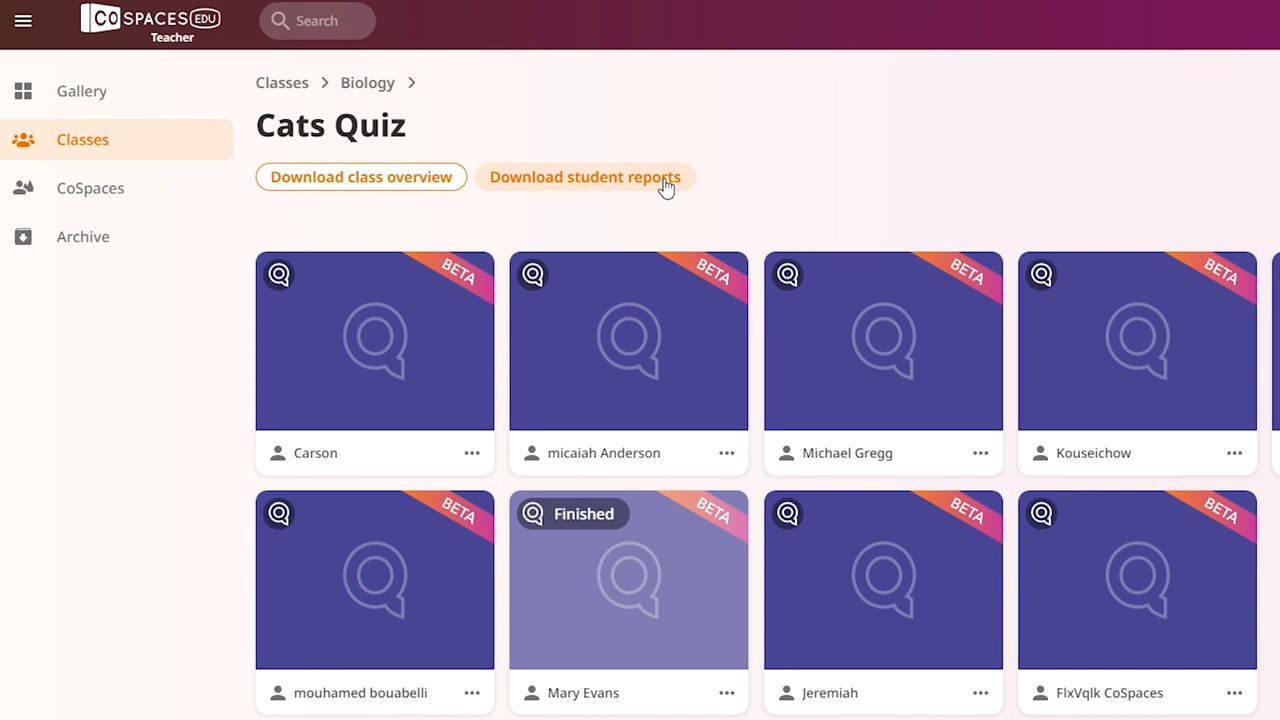 COSPACES EDU
Teacher
Search
Gallery
Classes
CoSpaces
Archive
Classes > Biology >
Cats Quiz
Download class overview
Download student reports
BETA
BETA
BETA
BETA
Carson
micaiah Anderson
Michael Gregg
Kouseichow
BETA
Finished
BETA
BETA
BETA
mouhamed bouabelli
Mary Evans
Jeremiah
FlxVqlk CoSpaces